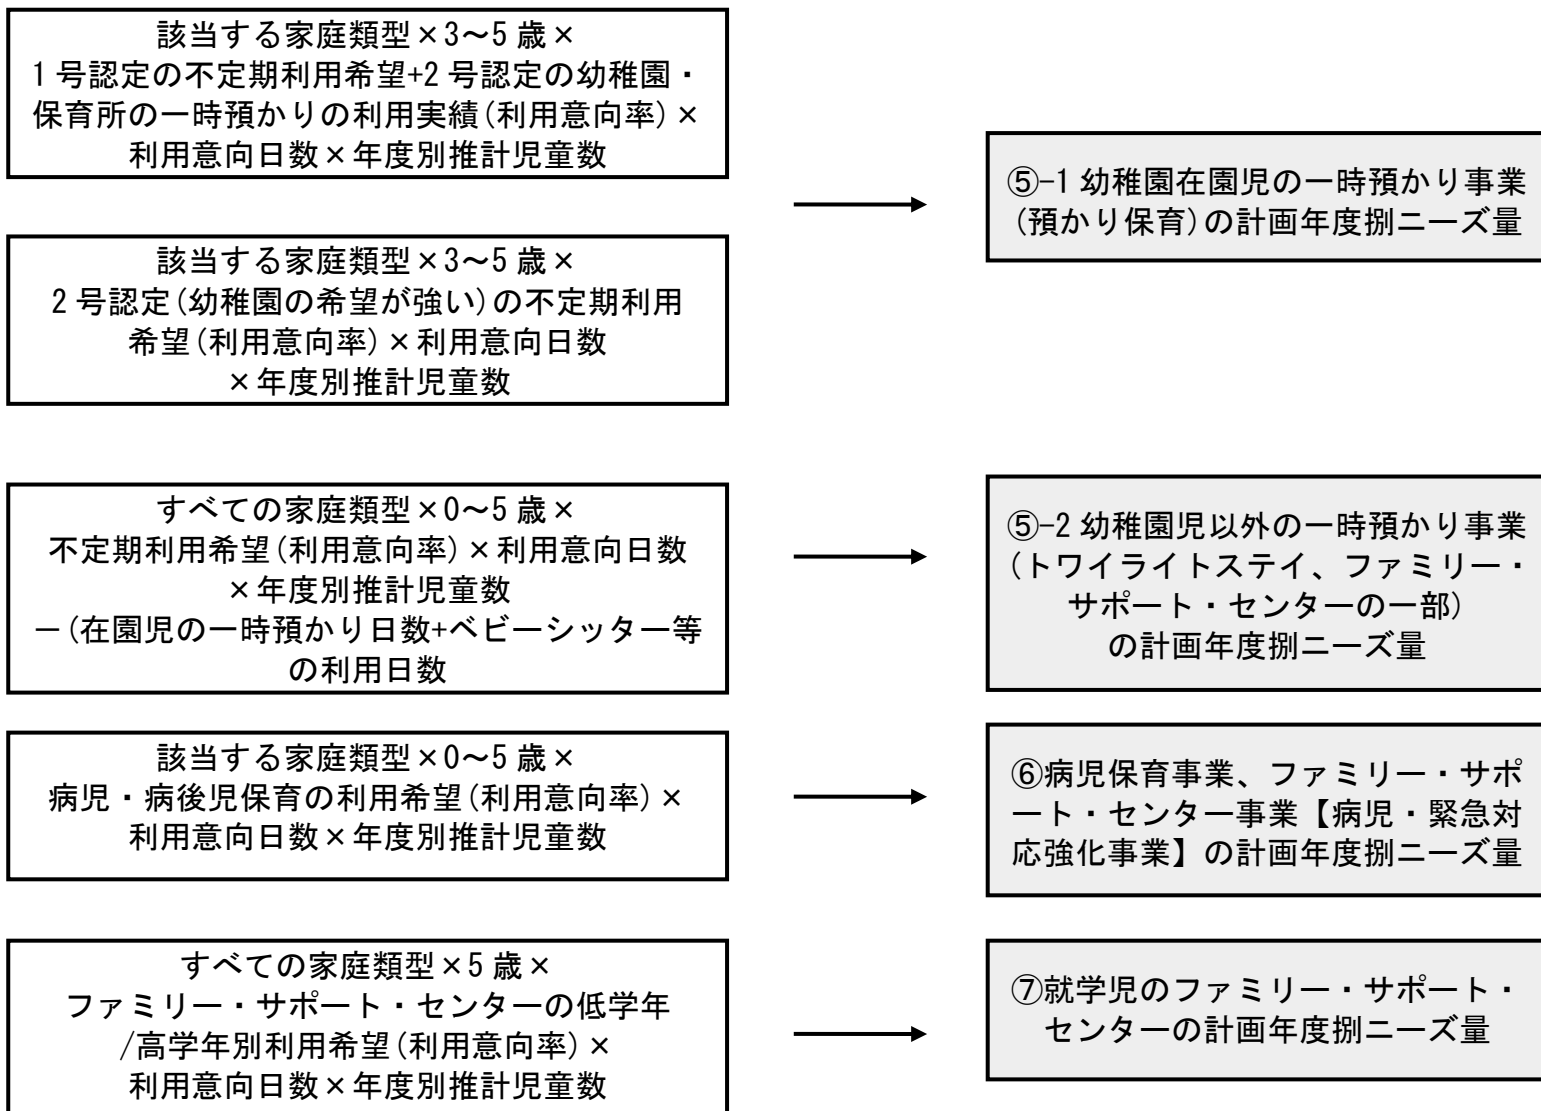 該当する家庭類型×3～5歳×
1号認定の不定期利用希望+2号認定の幼稚園・
保育所の一時預かりの利用実績(利用意向率)×
利用意向日数×年度別推計児童数
⑤-1 幼稚園在園児の一時預かり事業
(預かり保育)の計画年度捌ニーズ量
該当する家庭類型×3～5歳×
2号認定(幼稚園の希望が強い)の不定期利用
希望(利用意向率)×利用意向日数
×年度別推計児童数
すべての家庭類型×0～5歳×
不定期利用希望(利用意向率)×利用意向日数
×年度別推計児童数
－(在園児の一時預かり日数+ベビーシッター等
の利用日数
⑤-2 幼稚園児以外の一時預かり事業
(トワイライトステイ、ファミリー・
サポート・センターの一部)
の計画年度捌ニーズ量
該当する家庭類型×0～5歳×
病児・病後児保育の利用希望(利用意向率)×
利用意向日数×年度別推計児童数
⑥病児保育事業、ファミリー・サポ
ート・センター事業【病児・緊急対
応強化事業】の計画年度捌ニーズ量
すべての家庭類型×5歳×
ファミリー・サポート・センターの低学年
/高学年別利用希望(利用意向率)×
利用意向日数×年度別推計児童数
⑦就学児のファミリー・サポート・
センターの計画年度捌ニーズ量